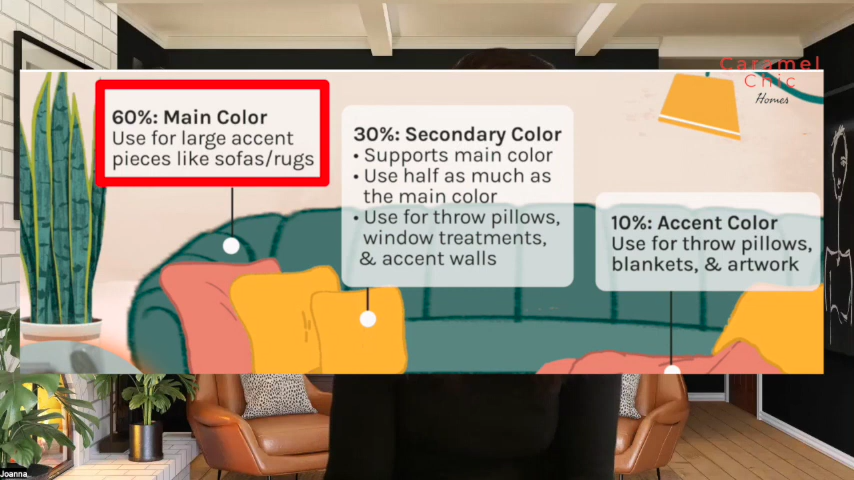 Caramel
Chic
Homes
60%: Main Color
Use for large accent
pieces like sofas/rugs
30%: Secondary Color
• Supports main color
• Use half as much as
the main color
• Use for throw pillows,
window treatments,
& accent walls
10%: Accent Color
Use for throw pillows,
blankets, & artwork
Joanna